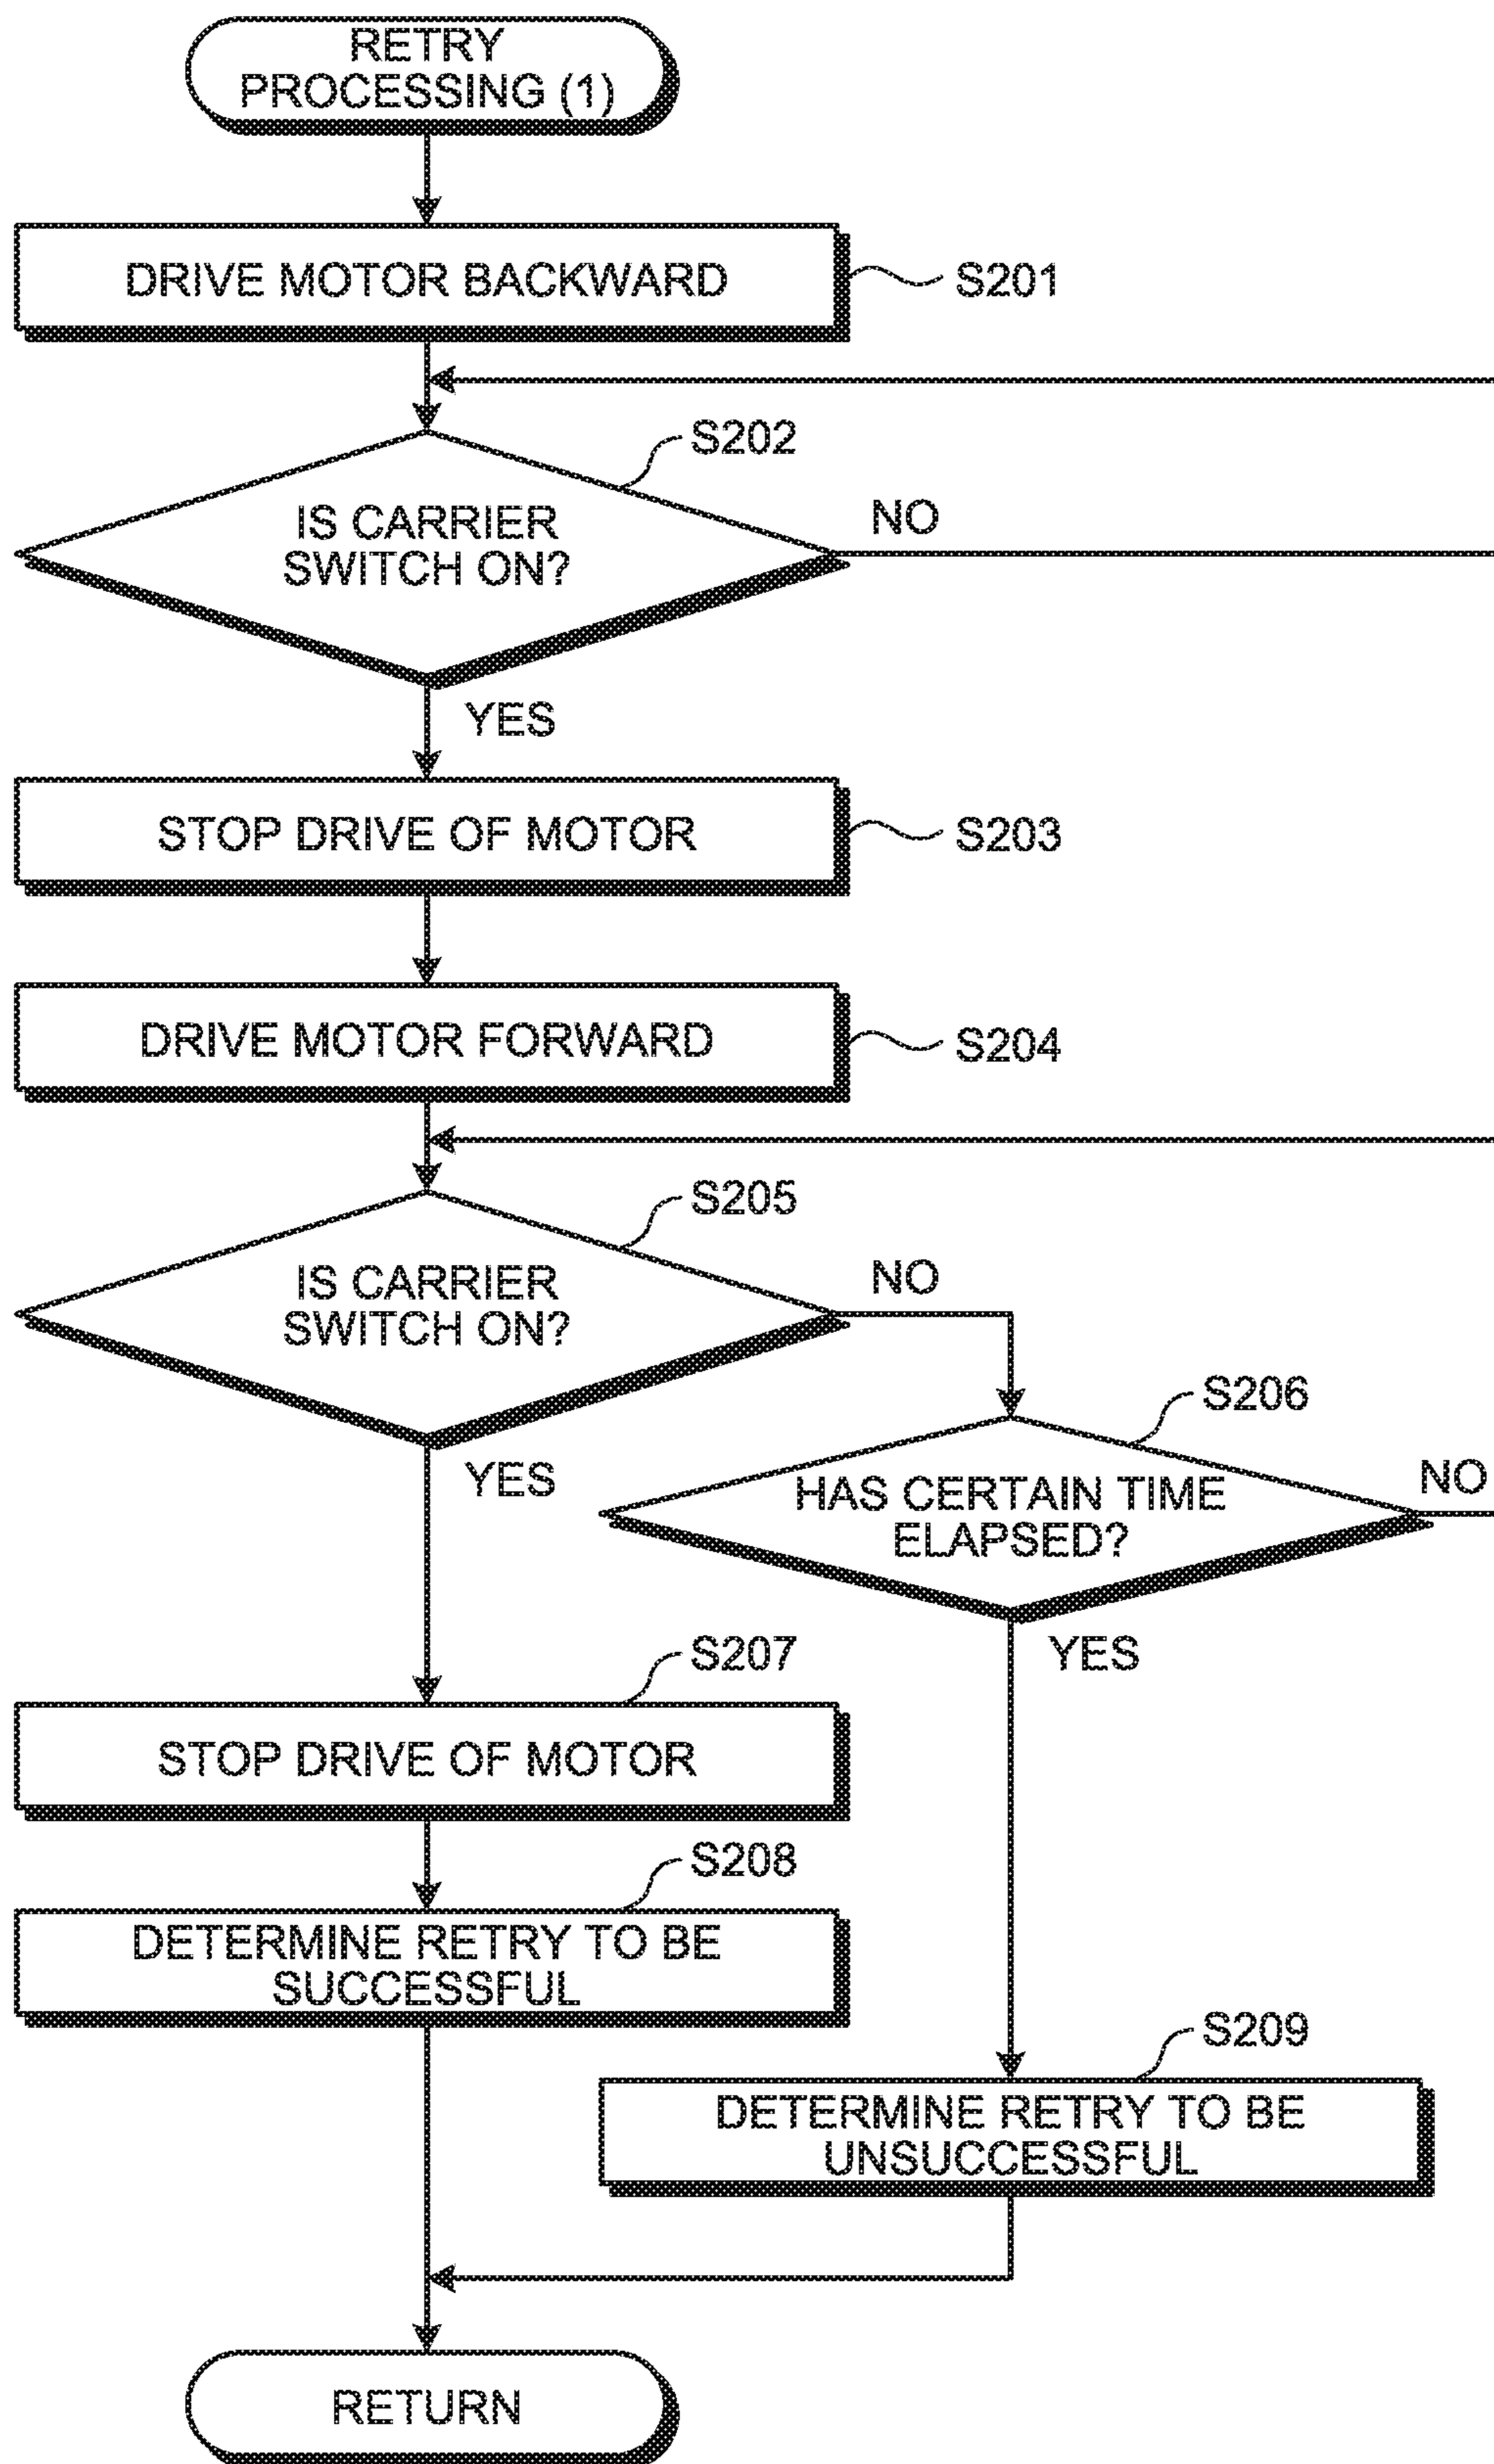 RETRY
PROCESSING (1)
DRIVE MOTOR BACKWARD
S201
S202
IS CARRIER
SWITCH ON?
NO
YES
STOP DRIVE OF MOTOR
S203
DRIVE MOTOR FORWARD
S204
S205
IS CARRIER
SWITCH ON?
NO
YES
S206
HAS CERTAIN TIME
ELAPSED?
NO
YES
S207
STOP DRIVE OF MOTOR
S208
DETERMINE RETRY TO BE
SUCCESSFUL
S209
DETERMINE RETRY TO BE
UNSUCCESSFUL
RETURN